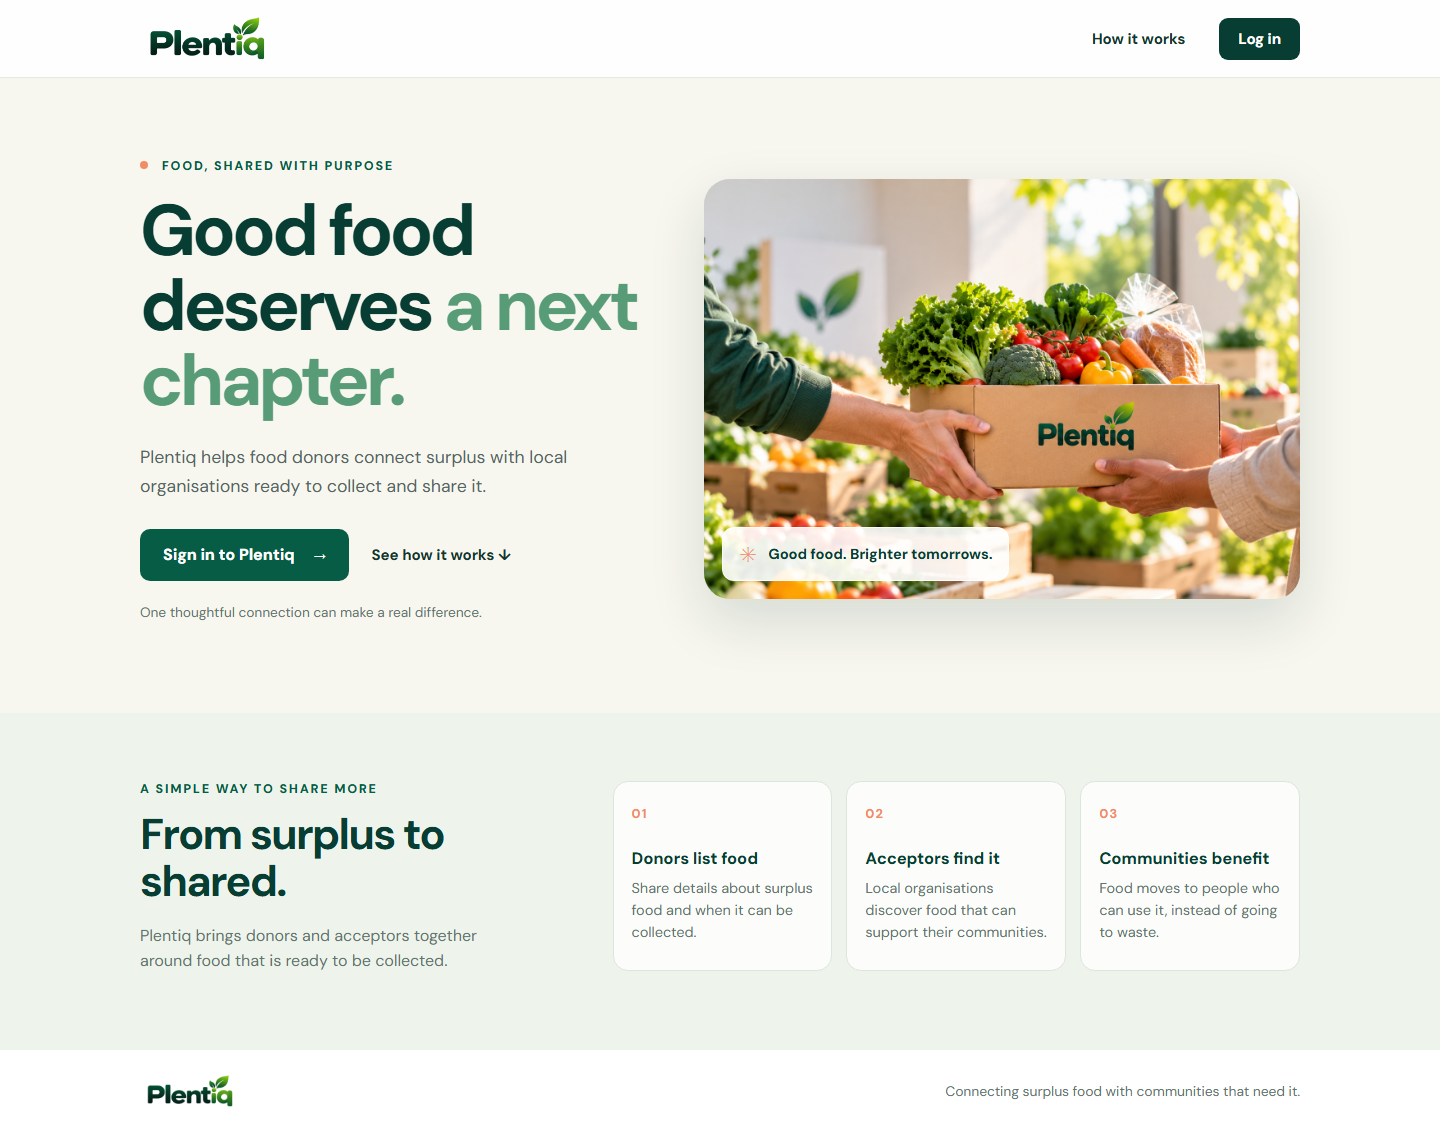 Plentiq
How it works
Log in
FOOD, SHARED WITH PURPOSE
Good food
deserves a next
chapter.
Plentiq helps food donors connect surplus with local
organisations ready to collect and share it.
Sign in to Plentiq →
See how it works ↓
One thoughtful connection can make a real difference.
Plentiq
Good food. Brighter tomorrows.
A SIMPLE WAY TO SHARE MORE
From surplus to
shared.
Plentiq brings donors and acceptors together
around food that is ready to be collected.
01
Donors list food
Share details about surplus
food and when it can be
collected.
02
Acceptors find it
Local organisations
discover food that can
support their communities.
03
Communities benefit
Food moves to people who
can use it, instead of going
to waste.
Plentiq
Connecting surplus food with communities that need it.